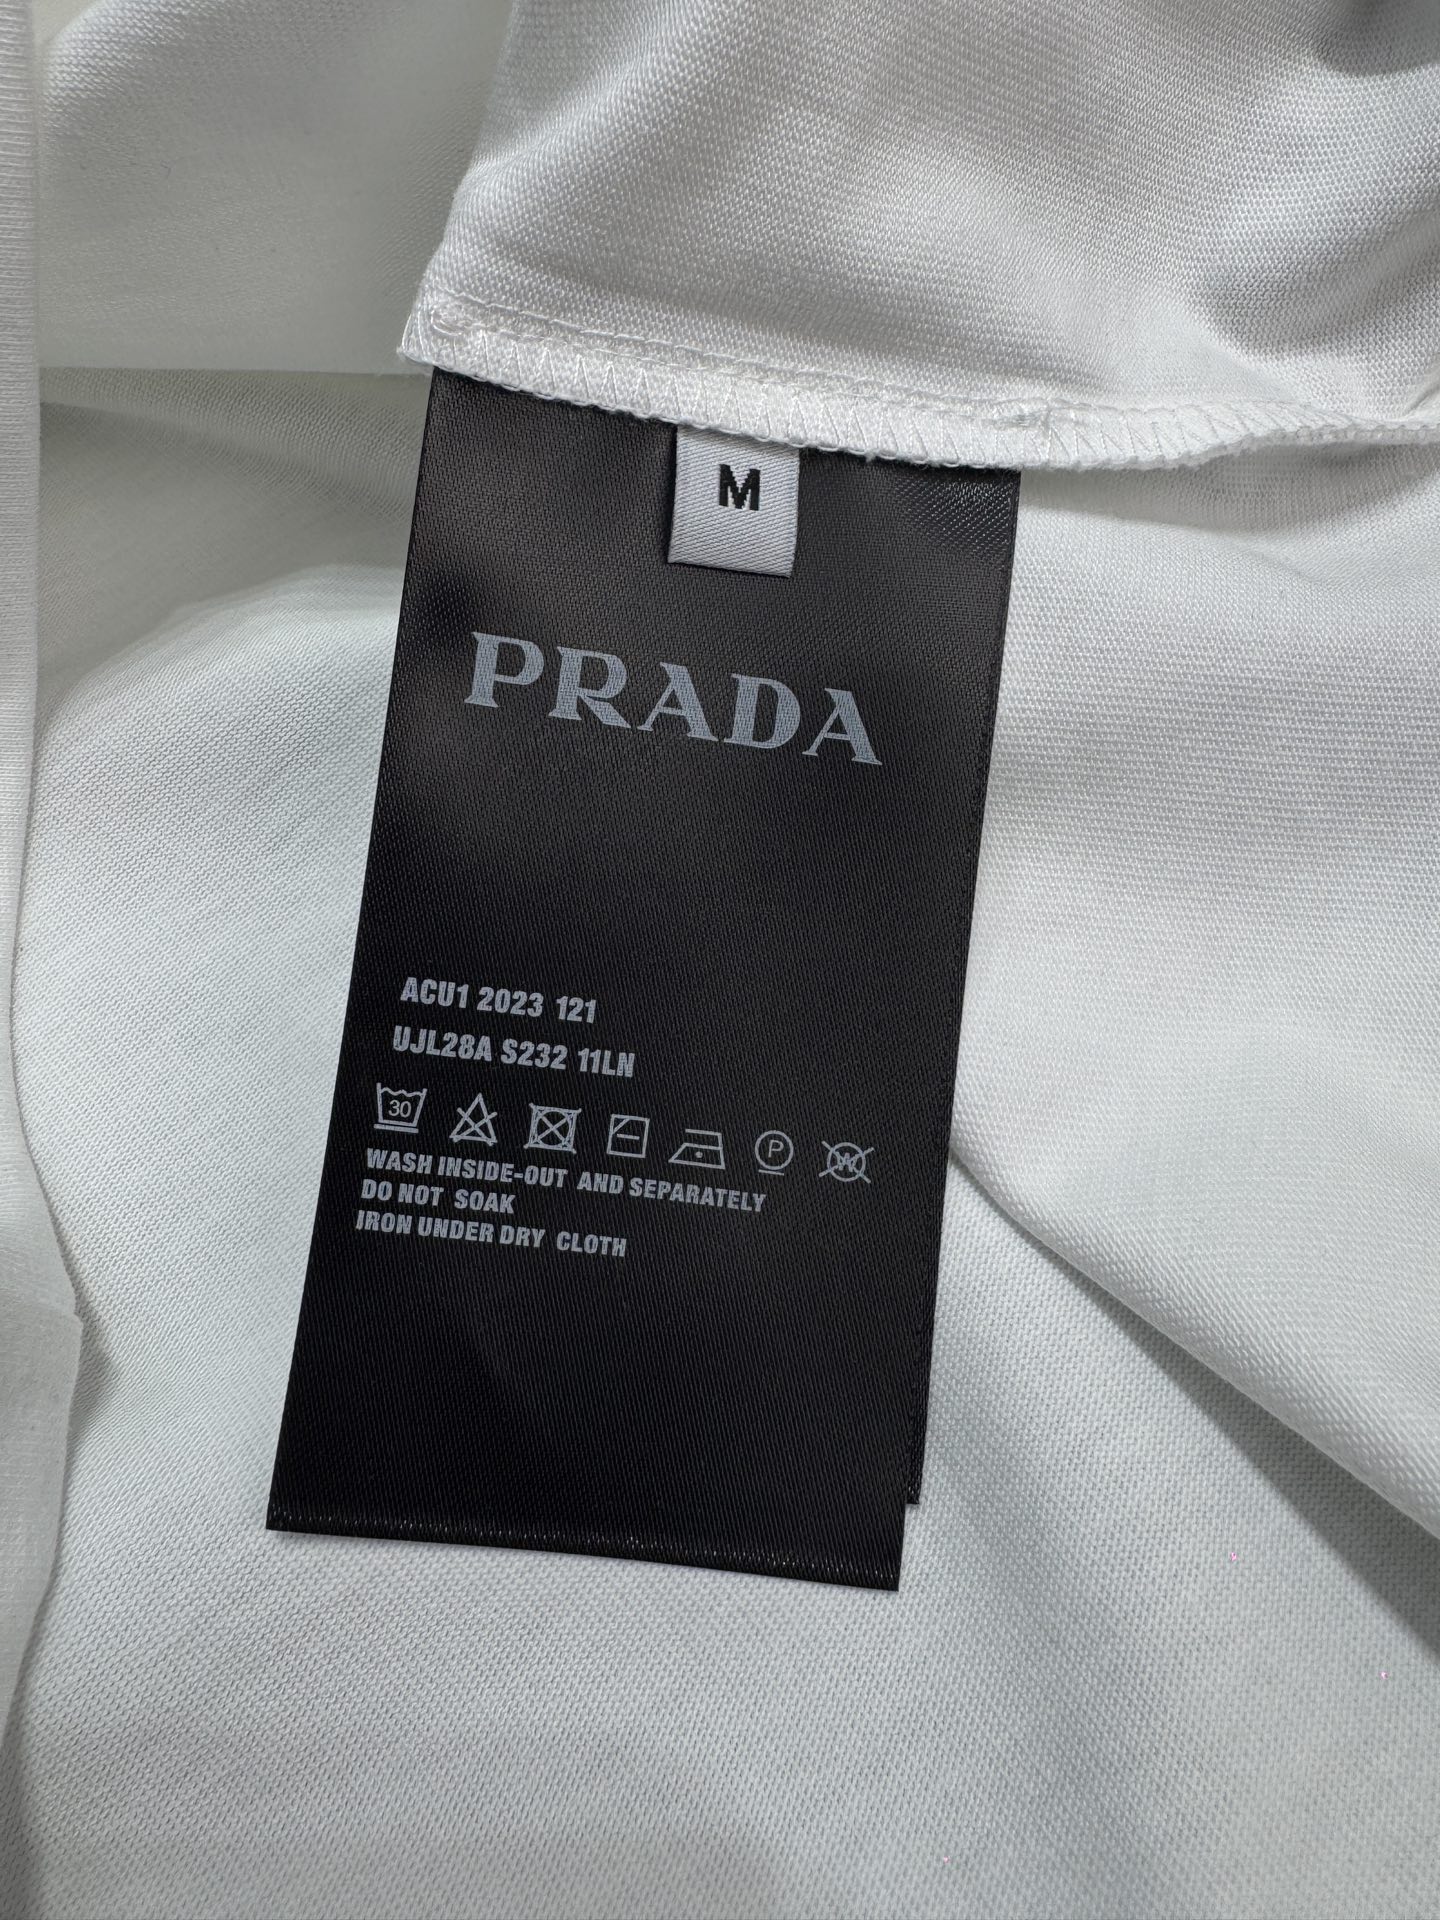 M
PRADA
ACU1 2023 121
UJL28A S232 11LN
30
P
W
WASH INSIDE-OUT AND SEPARATELY
DO NOT SOAK
IRON UNDER DRY CLOTH